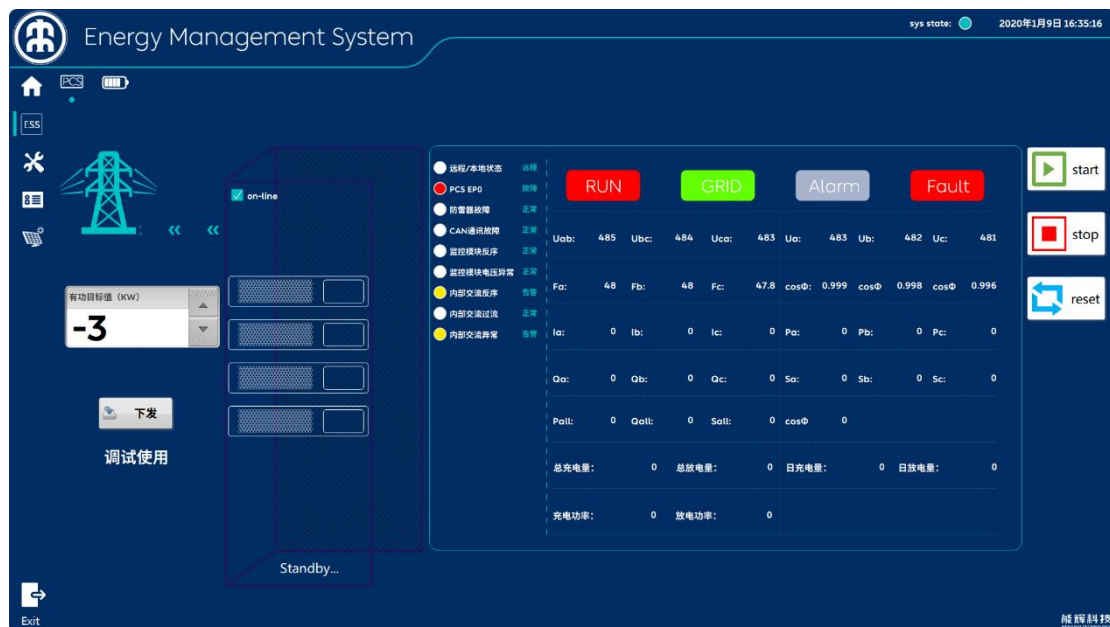 Energy Management System
sys state:
2020年1月9日 16:35:16
PCS
ESS
on-line
有功目标值（KW）
-3
下发
调试使用
Standby...
远程/本地状态 远程
PCS EPO 故障
防雷器故障 正常
CAN通讯故障 正常
监控模块反序 正常
监控模块电压异常 正常
内部交流反序 告警
内部交流过流 正常
内部交流异常 告警
RUN GRID Alarm Fault
Uab: 485 Ubc: 484 Uca: 483 Ua: 483 Ub: 482 Uc: 481
Fa: 48 Fb: 48 Fc: 47.8 cosΦ: 0.999 cosΦ 0.998 cosΦ 0.996
Ia: 0 Ib: 0 Ic: 0 Pa: 0 Pb: 0 Pc: 0
Qa: 0 Qb: 0 Qc: 0 Sa: 0 Sb: 0 Sc: 0
Pall: 0 Qall: 0 Sall: 0 cosΦ 0
总充电量: 0 总放电量: 0 日充电量: 0 日放电量: 0
充电功率: 0 放电功率: 0
start
stop
reset
Exit
能辉科技